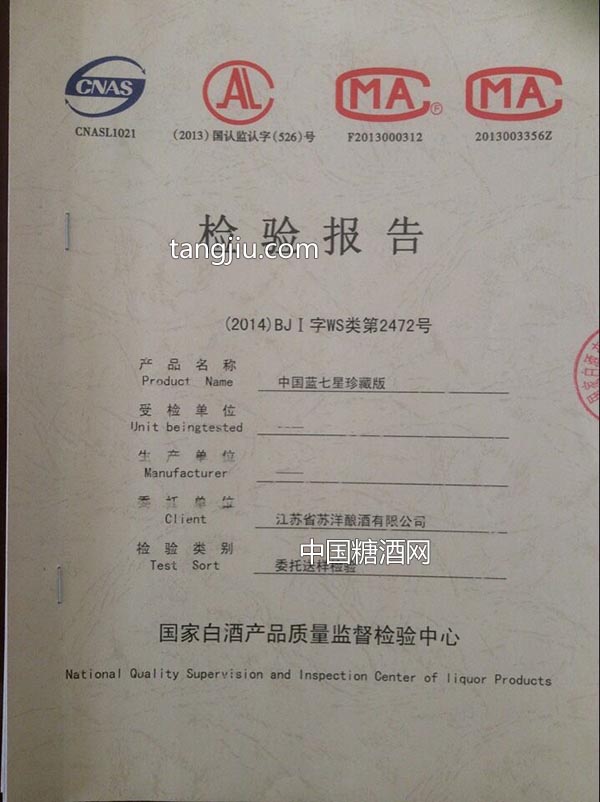 CNAS
AL
MA
MA
CNASL1021
(2013)国认监认字(526)号
F2013000312
2013003356Z
检验报告
tangjiu.com
(2014)BJⅠ字WS类第2472号
产品名称
Product Name
中国蓝七星珍藏版
受检单位
Unit beingtested
——
生产单位
Manufacturer
——
委托单位
Client
江苏省苏洋酿酒有限公司
检验类别
Test Sort
委托送样检验
中国糖酒网
国家白酒产品质量监督检验中心
National Quality Supervision and Inspection Center of liquor Products